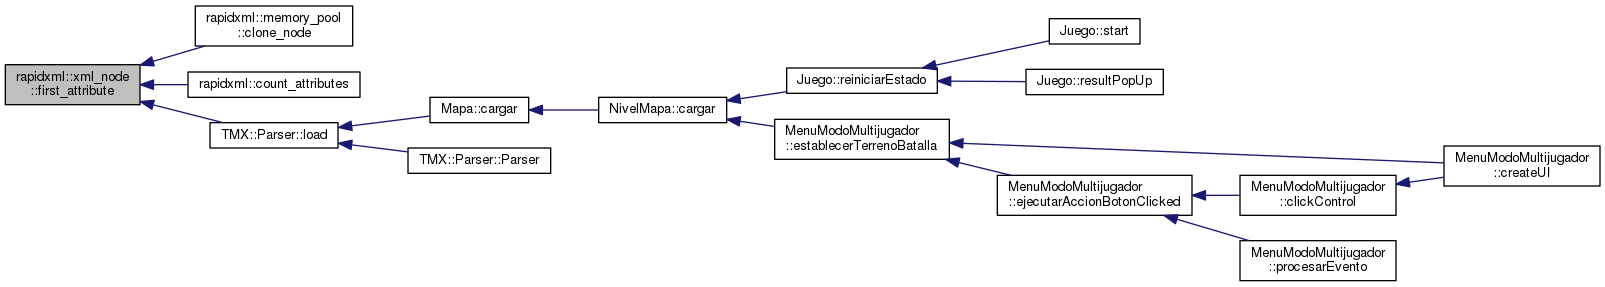 rapidxml::memory_pool
::clone_node
rapidxml::xml_node
::first_attribute
rapidxml::count_attributes
TMX::Parser::load
Mapa::cargar
TMX::Parser::Parser
NivelMapa::cargar
Juego::start
Juego::reiniciarEstado
Juego::resultPopUp
MenuModoMultijugador
::establecerTerrenoBatalla
MenuModoMultijugador
::ejecutarAccionBotonClicked
MenuModoMultijugador
::clickControl
MenuModoMultijugador
::createUI
MenuModoMultijugador
::procesarEvento